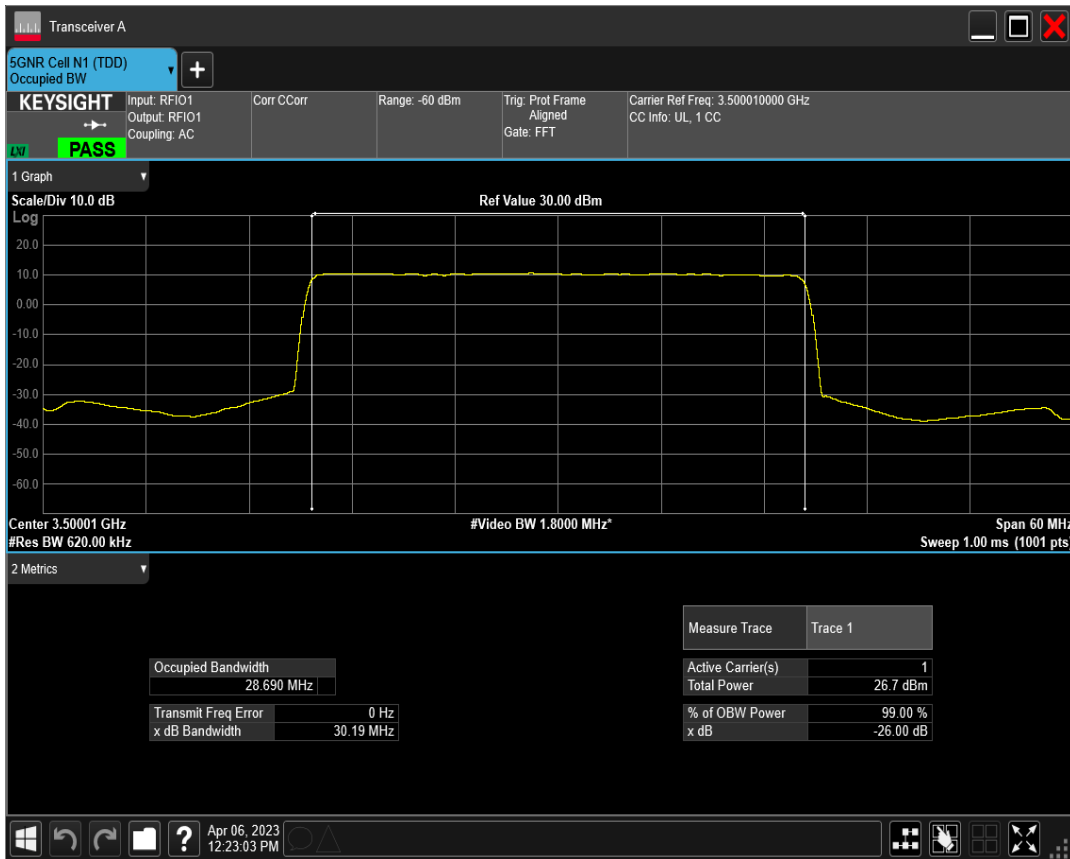 Transceiver A
5GNR Cell N1 (TDD)
Occupied BW
+
KEYSIGHT
LXI
PASS
Input: RFIO1
Output: RFIO1
Coupling: AC
Corr CCorr
Range: -60 dBm
Trig: Prot Frame
Aligned
Gate: FFT
Carrier Ref Freq: 3.500010000 GHz
CC Info: UL, 1 CC
1 Graph
Scale/Div 10.0 dB
Ref Value 30.00 dBm
Log
20.0
10.0
0.00
-10.0
-20.0
-30.0
-40.0
-50.0
-60.0
Center 3.50001 GHz
#Video BW 1.8000 MHz*
Span 60 MHz
#Res BW 620.00 kHz
Sweep 1.00 ms (1001 pts)
2 Metrics
Measure Trace Trace 1
Occupied Bandwidth
28.690 MHz
Active Carrier(s) 1
Total Power 26.7 dBm
Transmit Freq Error 0 Hz
x dB Bandwidth 30.19 MHz
% of OBW Power 99.00 %
x dB -26.00 dB
?
Apr 06, 2023
12:23:03 PM